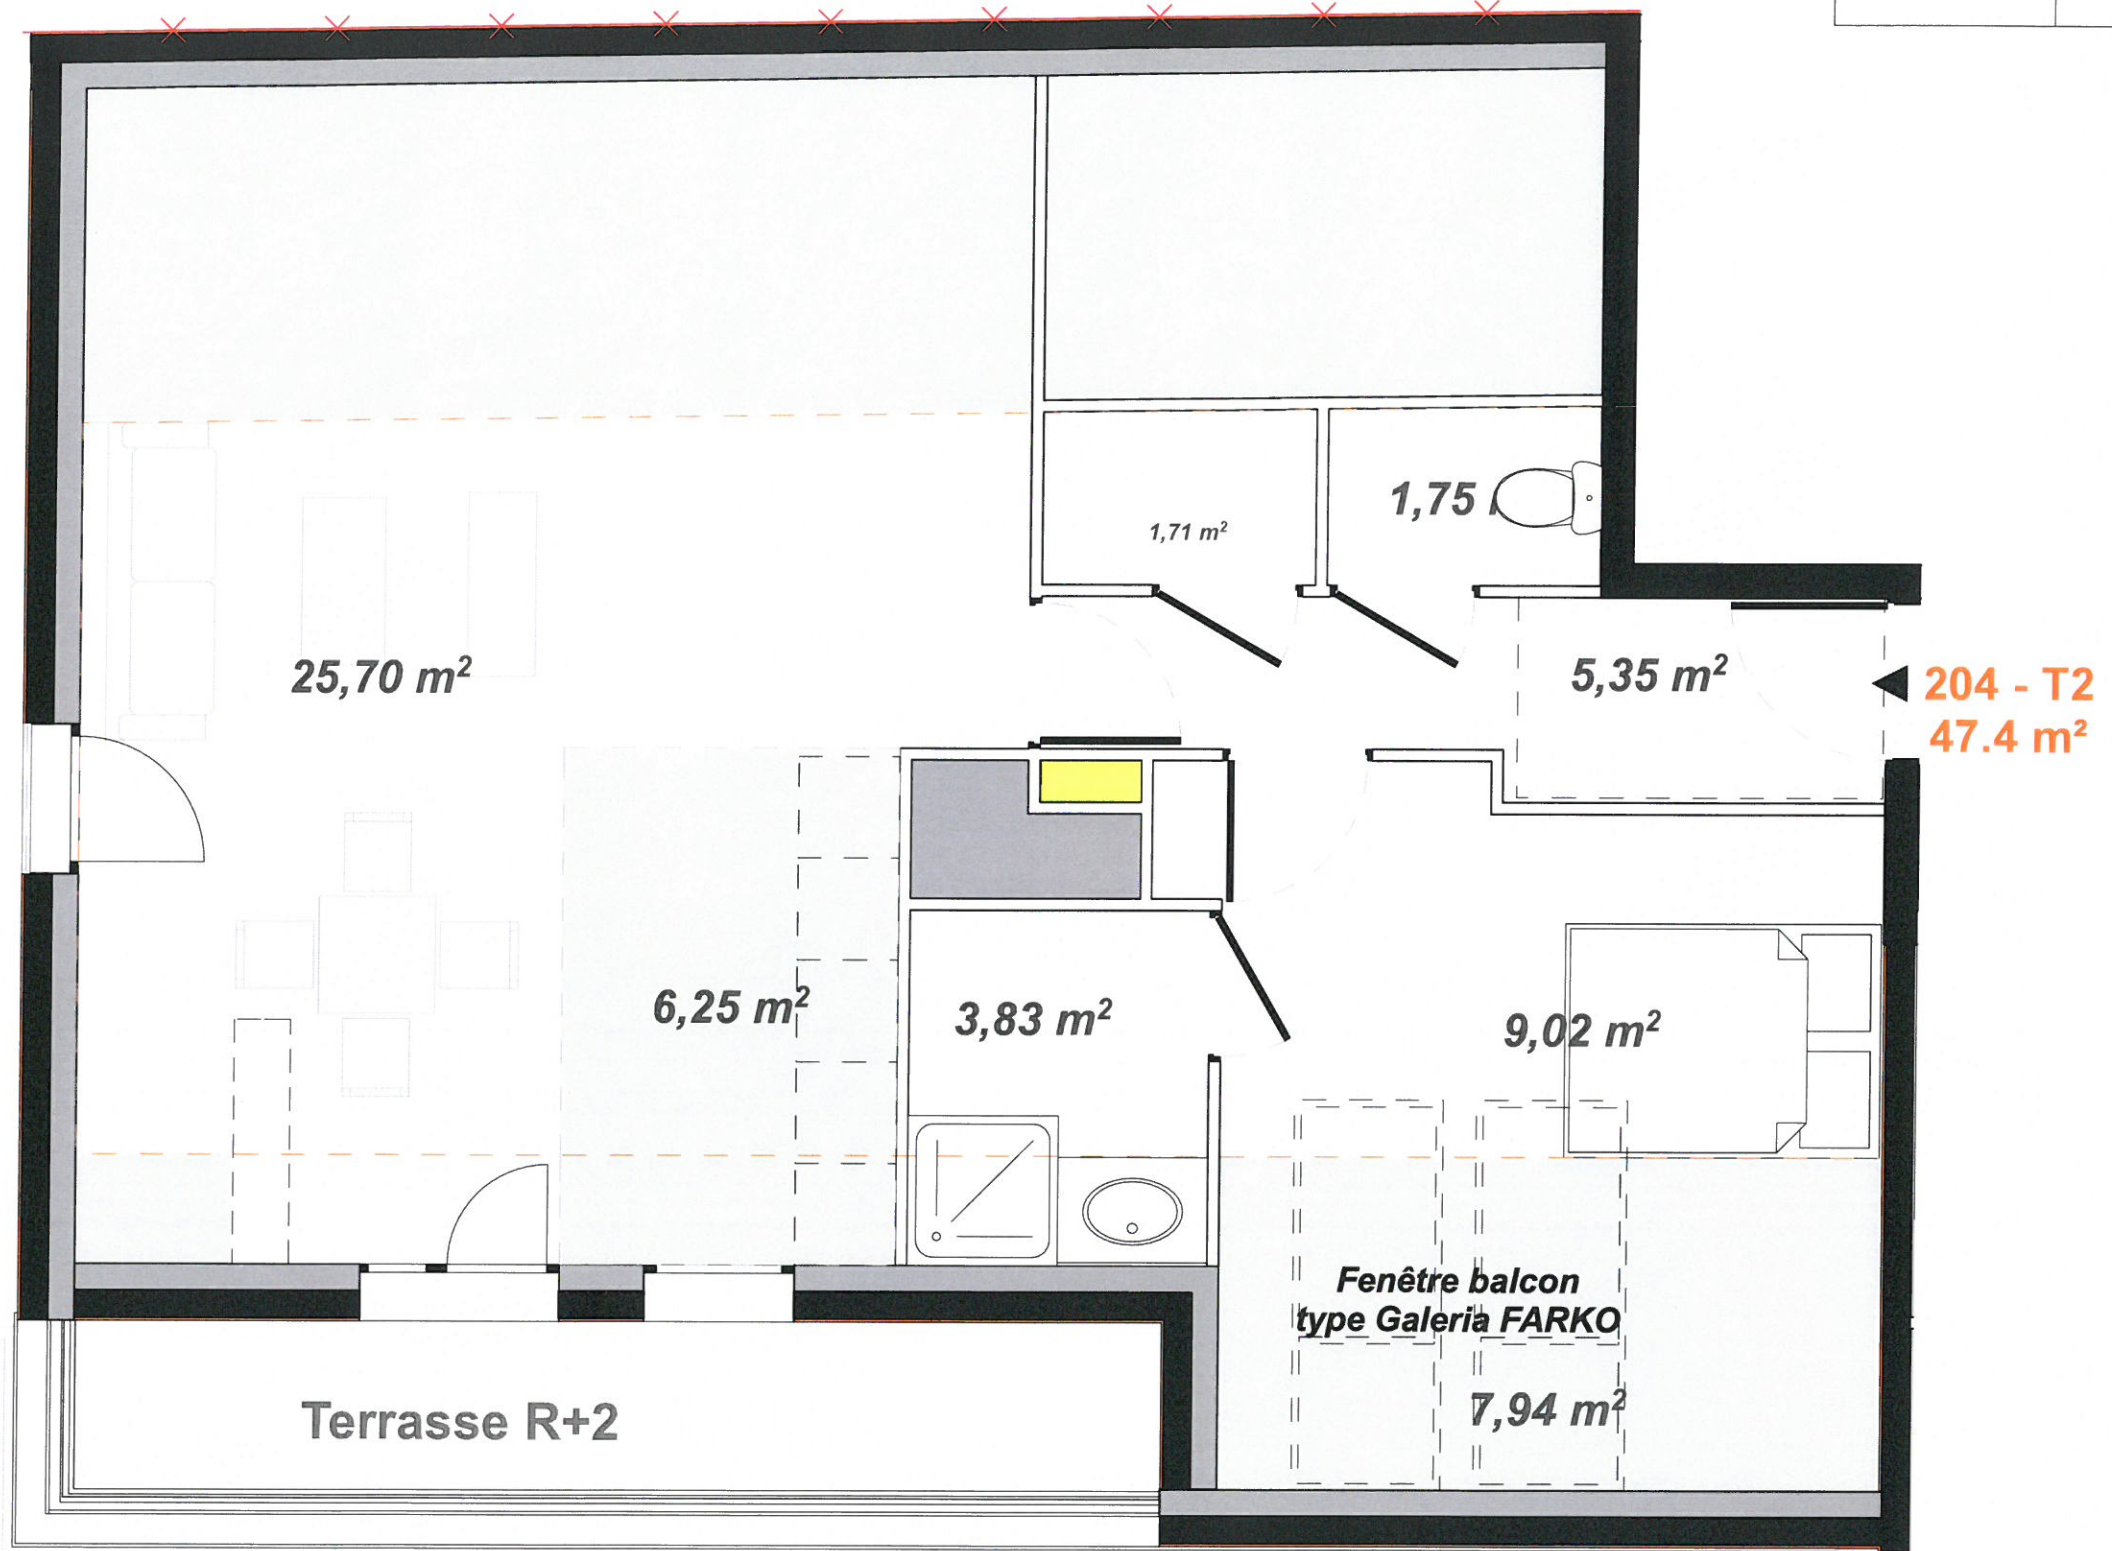 1,75
1,71 m²
25,70 m²
5,35 m²
204 - T2
47.4 m²
6,25 m²
3,83 m²
9,02 m²
Fenêtre balcon
type Galeria FARKO
7,94 m²
Terrasse R+2